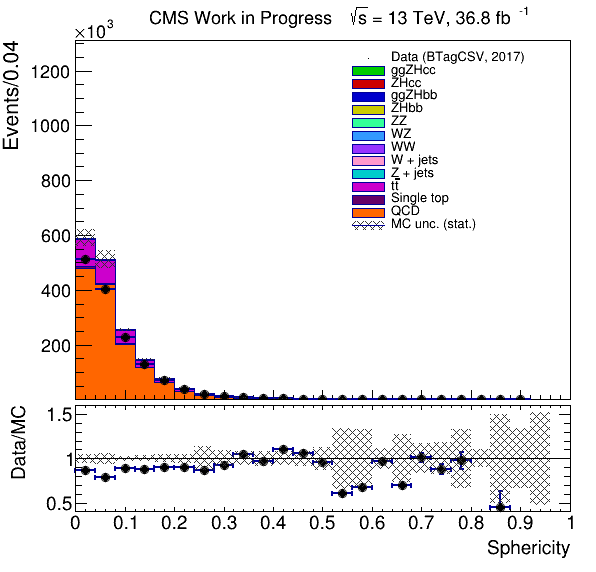 CMS Work in Progress √s = 13 TeV, 36.8 fb -1
×10³
Events/0.04
1200
1000
800
600
400
200
Data (BTagCSV, 2017)
ggZHcc
ZHcc
ggZHbb
ZHbb
ZZ
WZ
WW
W + jets
Z + jets
tt̅
Single top
QCD
MC unc. (stat.)
Data/MC
1.5
1
0.5
0 0.1 0.2 0.3 0.4 0.5 0.6 0.7 0.8 0.9 1
Sphericity